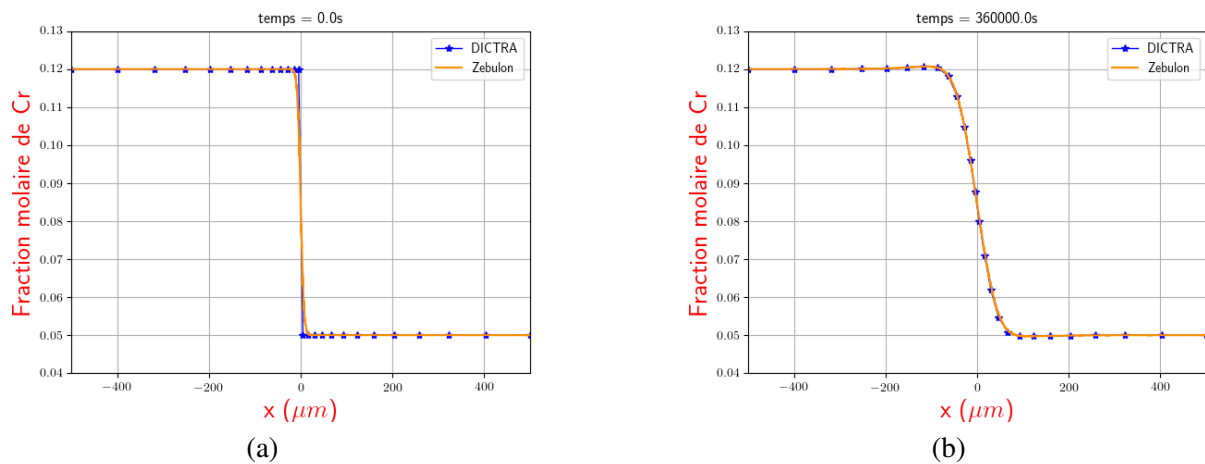 temps = 0.0s
0.13
0.12
0.11
0.10
0.09
0.08
0.07
0.06
0.05
0.04
Fraction molaire de Cr
DICTRA
Zebulon
−400
−200
0
200
400
x (μm)
(a)
temps = 360000.0s
0.13
0.12
0.11
0.10
0.09
0.08
0.07
0.06
0.05
0.04
Fraction molaire de Cr
DICTRA
Zebulon
−400
−200
0
200
400
x (μm)
(b)